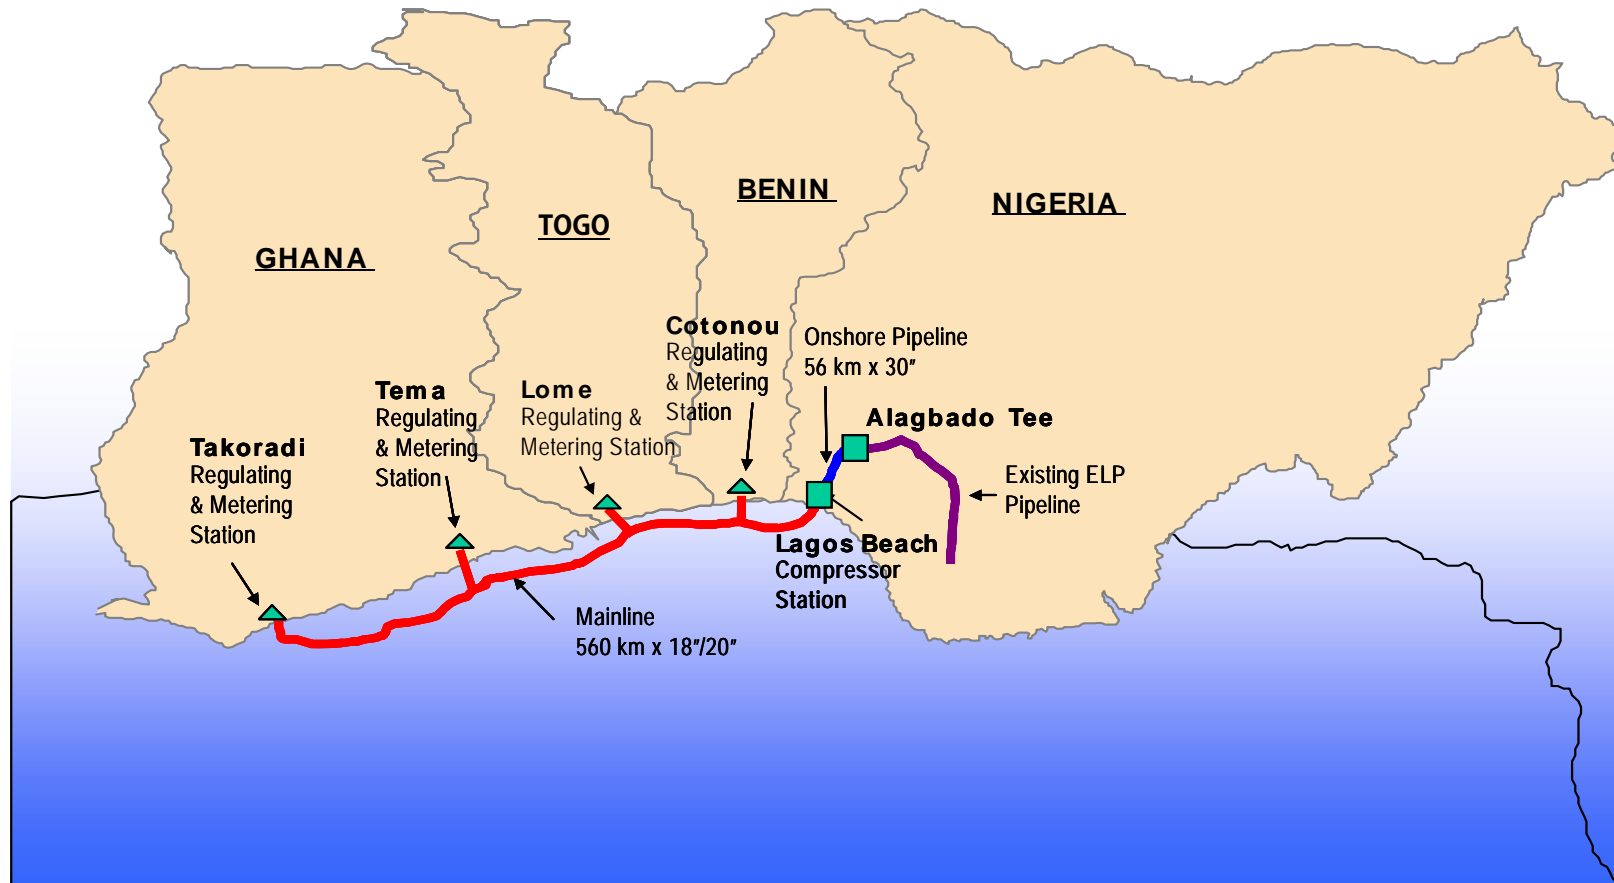 BENIN
NIGERIA
TOGO
GHANA
Cotonou
Regulating
& Metering
Station
Onshore Pipeline
56 km x 30”
Tema
Regulating
& Metering
Station
Lome
Regulating &
Metering Station
Alagbado Tee
Takoradi
Regulating
& Metering
Station
Existing ELP
Pipeline
Lagos Beach
Compressor
Station
Mainline
560 km x 18”/20”